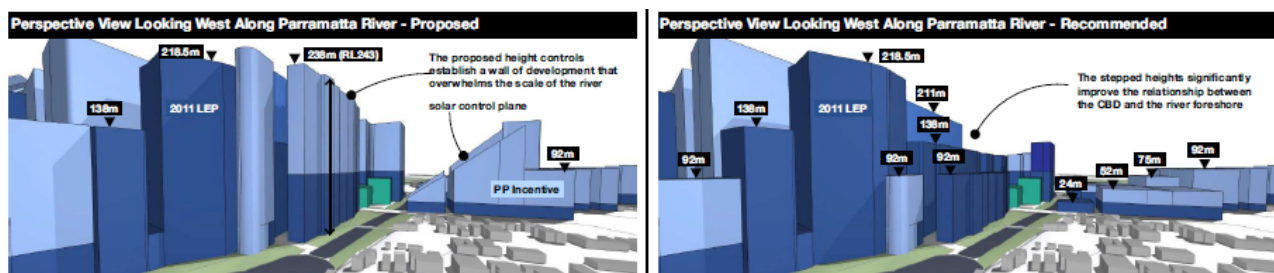 Perspective View Looking West Along Parramatta River - Proposed
218.5m
238m (RL243)
The proposed height controls
establish a wall of development that
overwhelms the scale of the river
solar control plane
138m
2011 LEP
92m
PP Incentive
Perspective View Looking West Along Parramatta River - Recommended
218.5m
The stepped heights significantly
improve the relationship between
the CBD and the river foreshore
211m
138m
2011 LEP
138m
92m
92m
92m
92m
75m
52m
24m